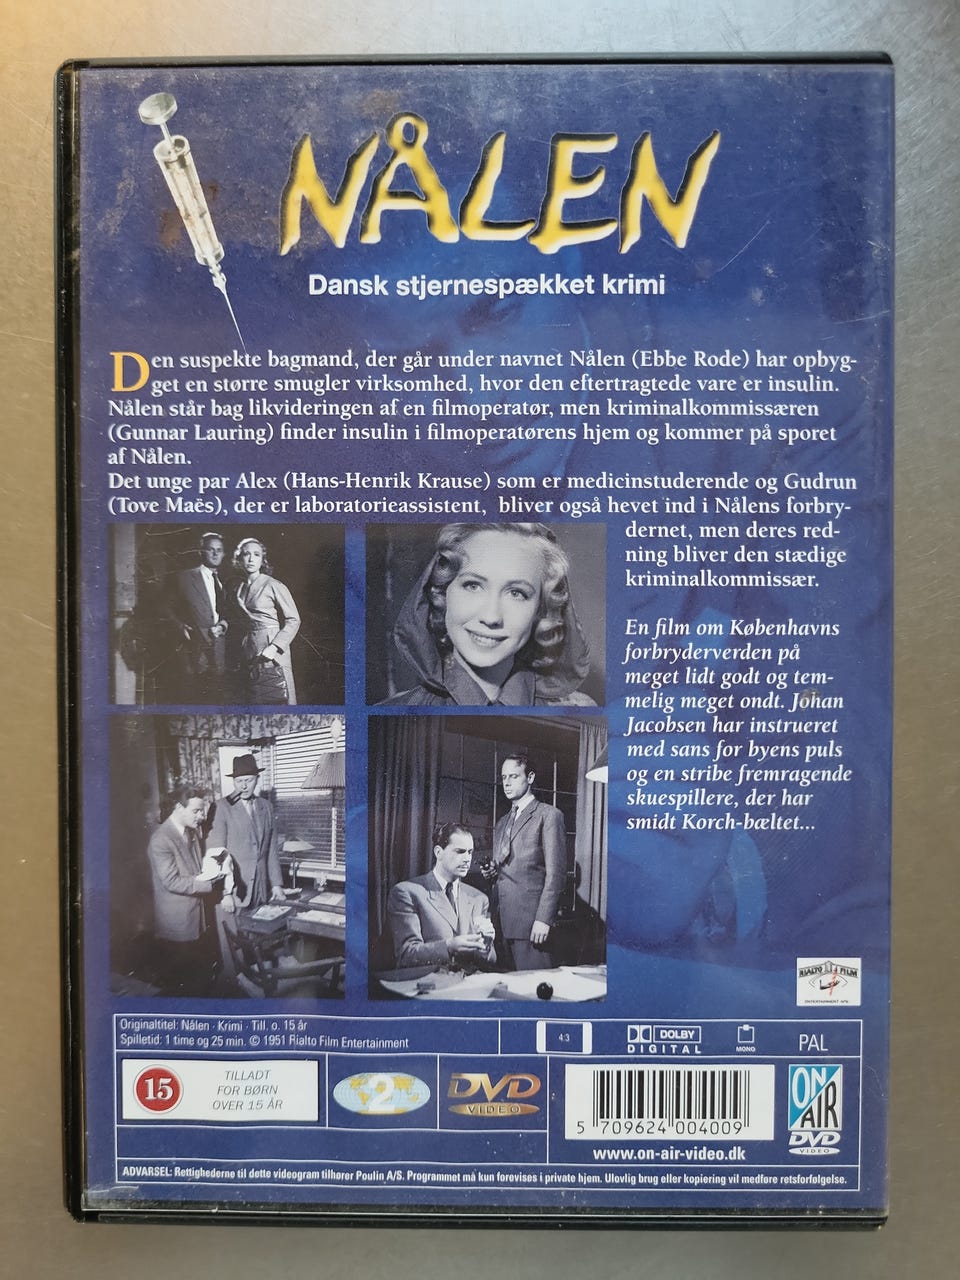 NÅLEN
Dansk stjernespækket krimi
Den suspekte bagmand, der går under navnet Nålen (Ebbe Rode) har opbyg-
get en større smugler virksomhed, hvor den eftertragtede vare er insulin.
Nålen står bag likvideringen af en filmoperatør, men kriminalkommissæren
(Gunnar Lauring) finder insulin i filmoperatørens hjem og kommer på sporet
af Nålen.
Det unge par Alex (Hans-Henrik Krause) som er medicinstuderende og Gudrun
(Tove Maës), der er laboratorieassistent, bliver også hevet ind i Nålens forbry-
dernet, men deres red-
ning bliver den stædige
kriminalkommissær.
En film om Københavns
forbryderverden på
meget lidt godt og tem-
melig meget ondt. Johan
Jacobsen har instrueret
med sans for byens puls
og en stribe fremragende
skuespillere, der har
smidt Korch-bæltet...
RIALTO FILM
ENTERTAINMENT APS
Originaltitel: Nålen · Krimi · Till. o. 15 år
Spilletid: 1 time og 25 min. © 1951 Rialto Film Entertainment
4:3
DOLBY
DIGITAL
MONO
PAL
15
TILLADT
FOR BØRN
OVER 15 ÅR
2
DVD
VIDEO
5 709624 004009
www.on-air-video.dk
ON
AIR
DVD
VIDEO
ADVARSEL: Rettighederne til dette videogram tilhører Poulin A/S. Programmet må kun forevises i private hjem. Ulovlig brug eller kopiering vil medføre retsforfølgelse.